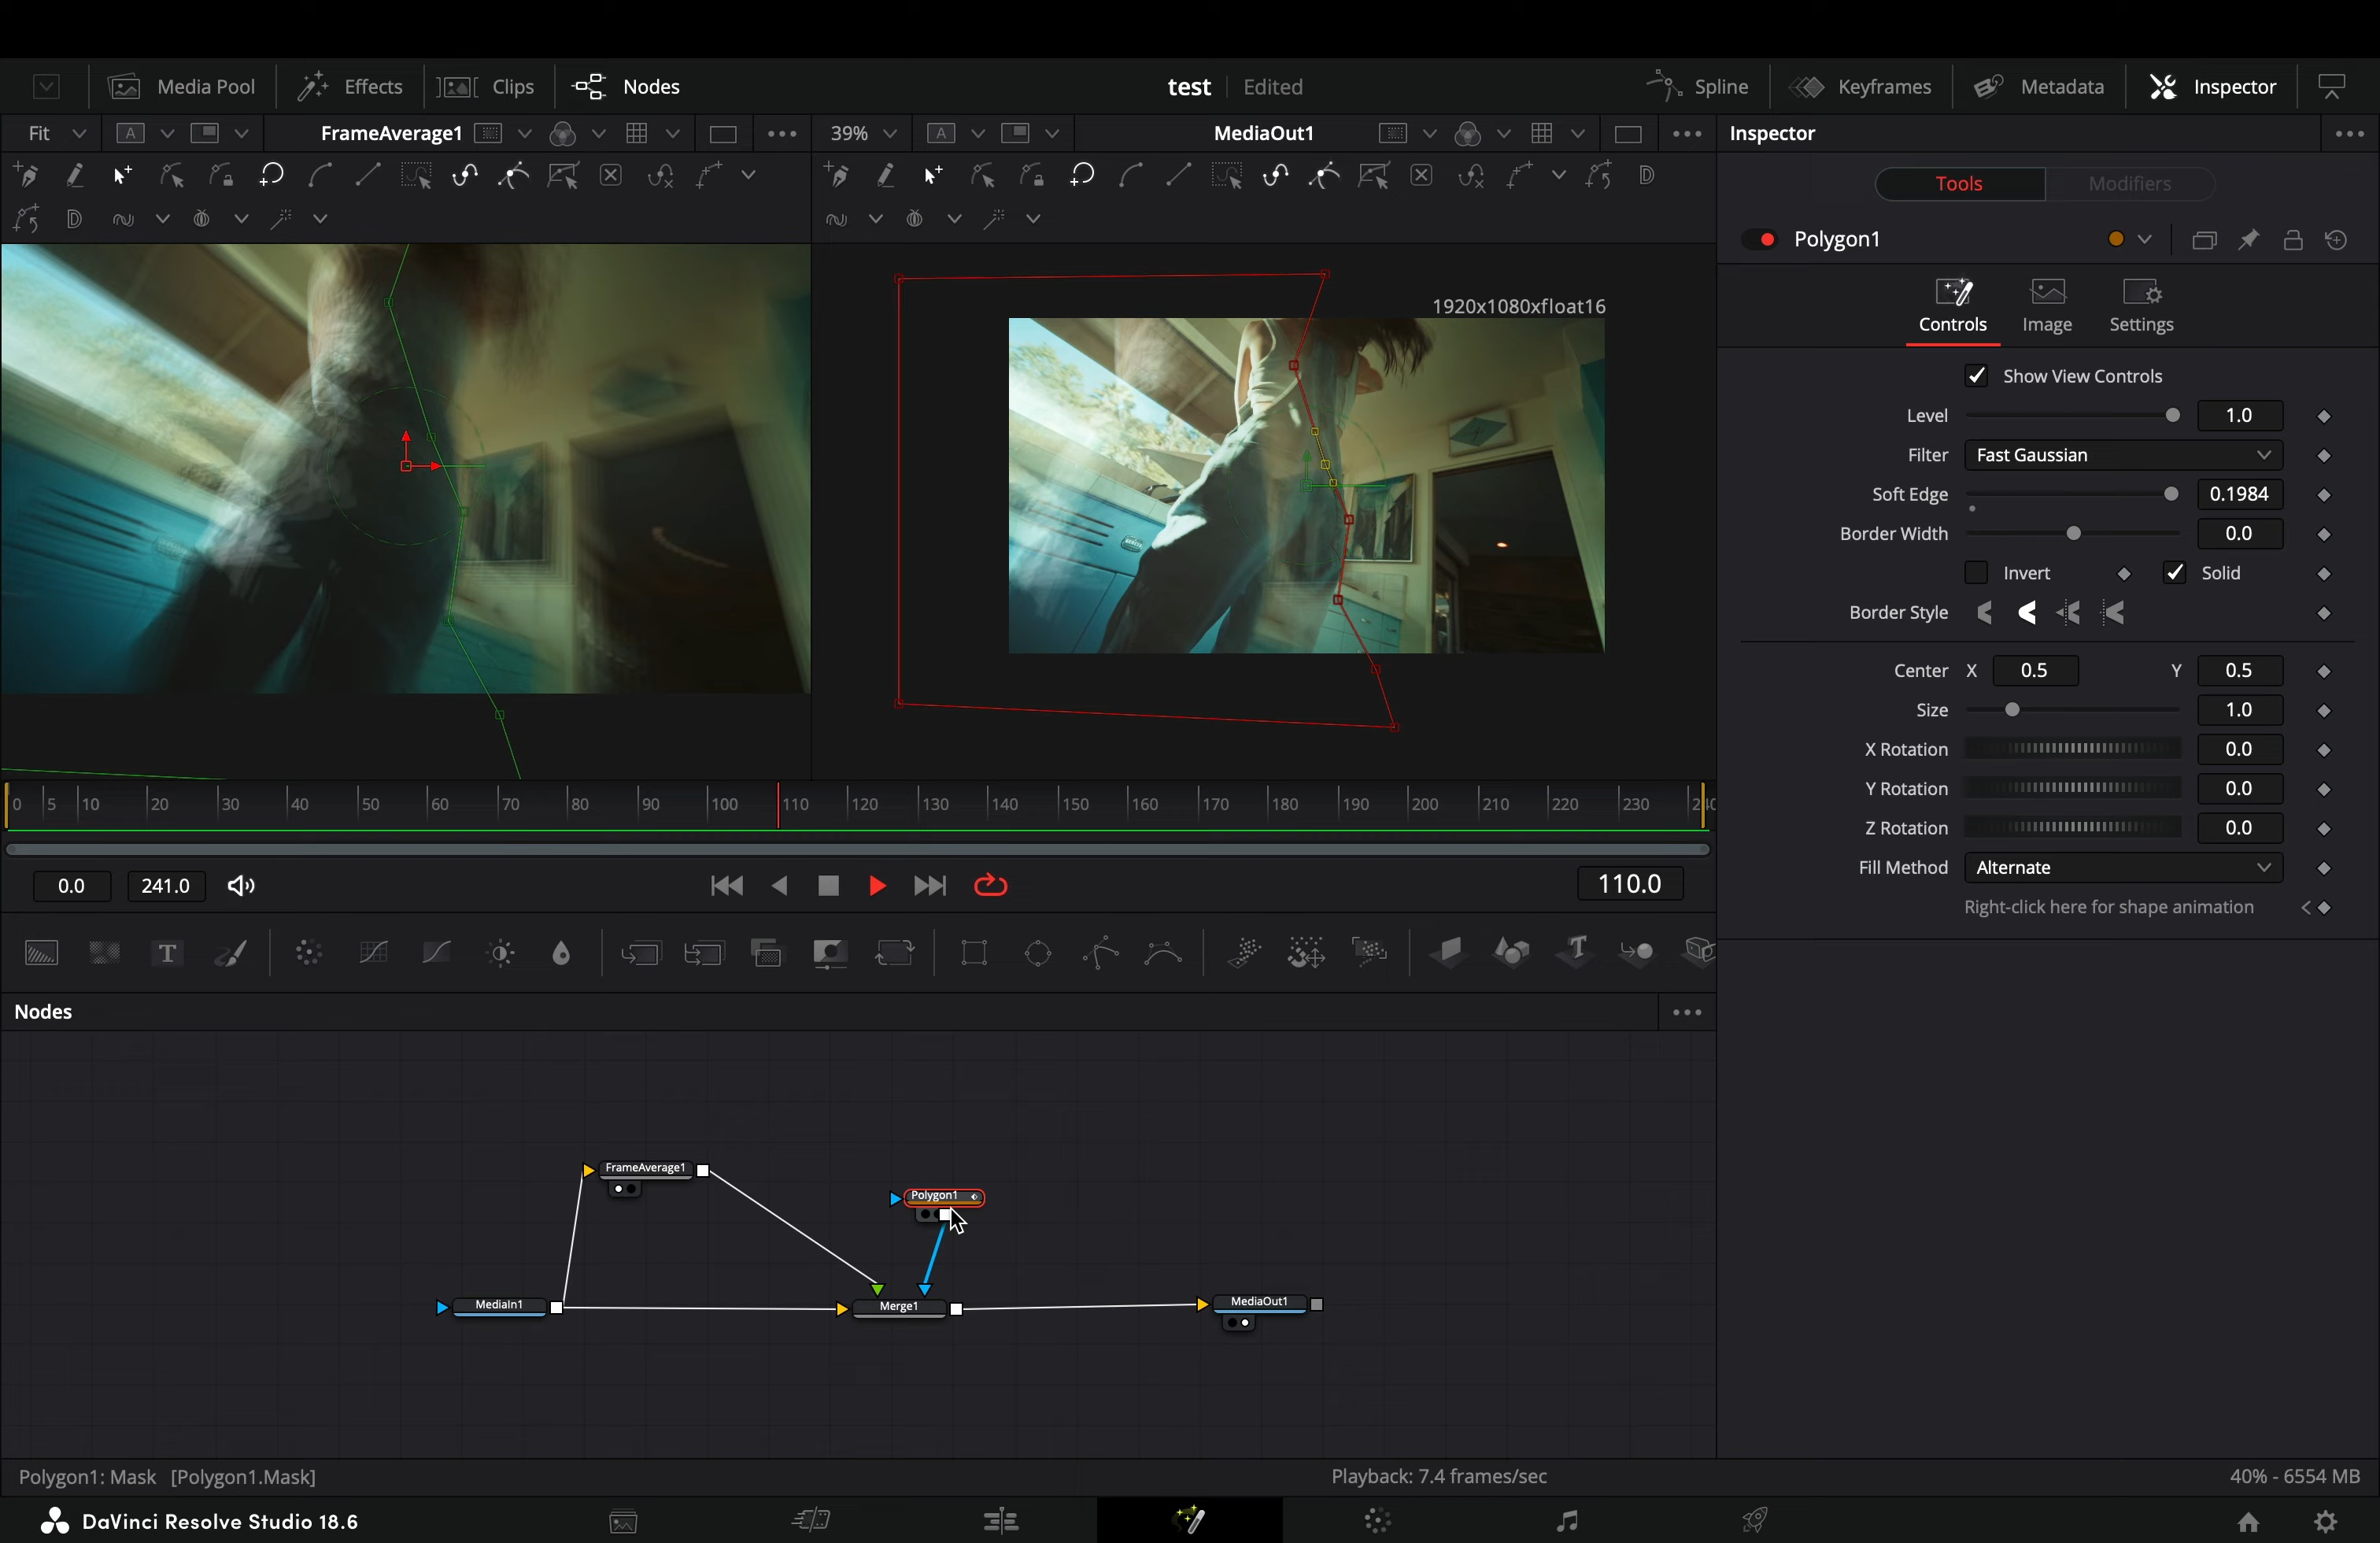 Media Pool Effects Clips Nodes test Edited Spline Keyframes Metadata Inspector
Fit A FrameAverage1 39% A MediaOut1 Inspector
Tools Modifiers
Polygon1
1920x1080xfloat16
Controls Image Settings
Show View Controls
Level 1.0
Filter Fast Gaussian
Soft Edge 0.1984
Border Width 0.0
Invert Solid
Border Style
Center X 0.5 Y 0.5
Size 1.0
X Rotation 0.0
Y Rotation 0.0
Z Rotation 0.0
Fill Method Alternate
Right-click here for shape animation
0 5 10 20 30 40 50 60 70 80 90 100 110 120 130 140 150 160 170 180 190 200 210 220 230
0.0 241.0 110.0
Nodes
FrameAverage1
Polygon1
MediaIn1 Merge1 MediaOut1
Polygon1: Mask [Polygon1.Mask] Playback: 7.4 frames/sec 40% - 6554 MB
DaVinci Resolve Studio 18.6